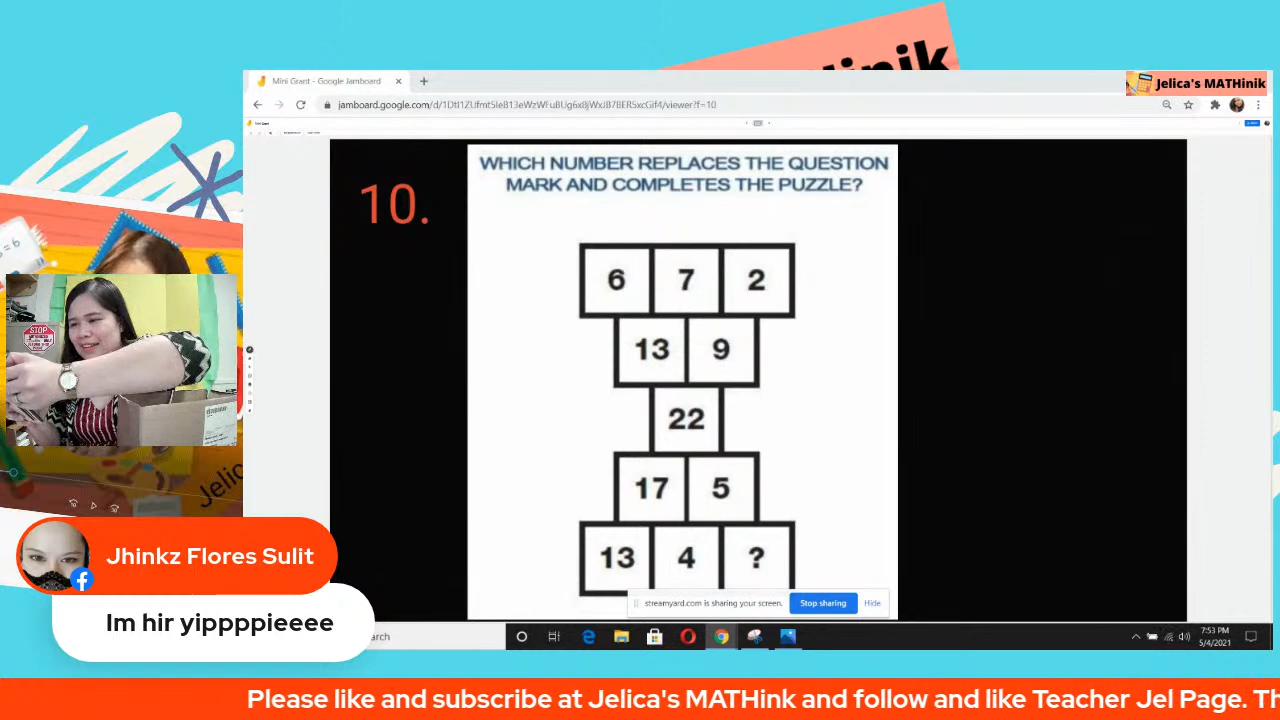 Mini Grant - Google Jamboard
Jelica's MATHinik
WHICH NUMBER REPLACES THE QUESTION
MARK AND COMPLETES THE PUZZLE?
10.
6 7 2
13 9
22
17 5
13 4 ?
STOP
streamyard.com is sharing your screen.
Stop sharing
Hide
Jhinkz Flores Sulit
Im hir yippppieeee
arch
7:53 PM
5/4/2021
Please like and subscribe at Jelica's MATHink and follow and like Teacher Jel Page. Th